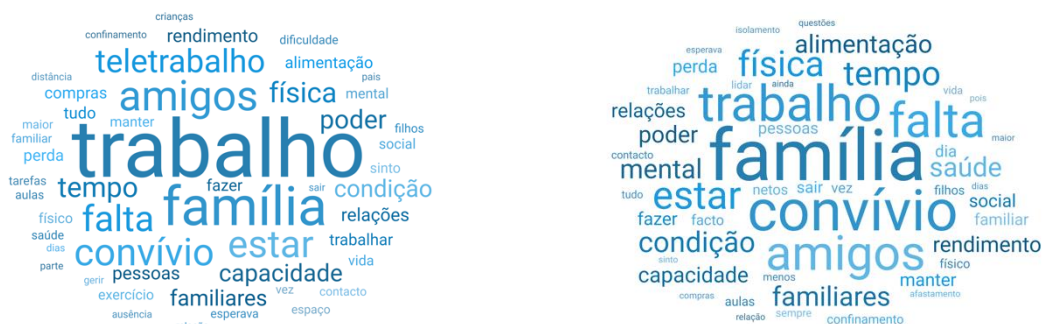 crianças
confinamento rendimento dificuldade
teletrabalho alimentação
distância pais
compras amigos física mental
tudo manter poder filhos
maior trabalho social
familiar
perda sinto
tarefas tempo fazer sair condição
aulas família
físico falta relações
saúde convívio estar trabalhar
dias
parte pessoas capacidade vida
gerir vez contacto
exercício familiares
ausência esperava espaço
questões
isolamento alimentação
esperava física tempo
perda
trabalhar lidar ainda vida pois
relações trabalho falta
poder pessoas maior
contacto família dia
mental saúde
tudo estar netos sair vez filhos dias
convívio social
fazer facto familiar
condição amigos rendimento
sinto físico
capacidade menos manter
compras aulas familiares afastamento
relação sempre confinamento